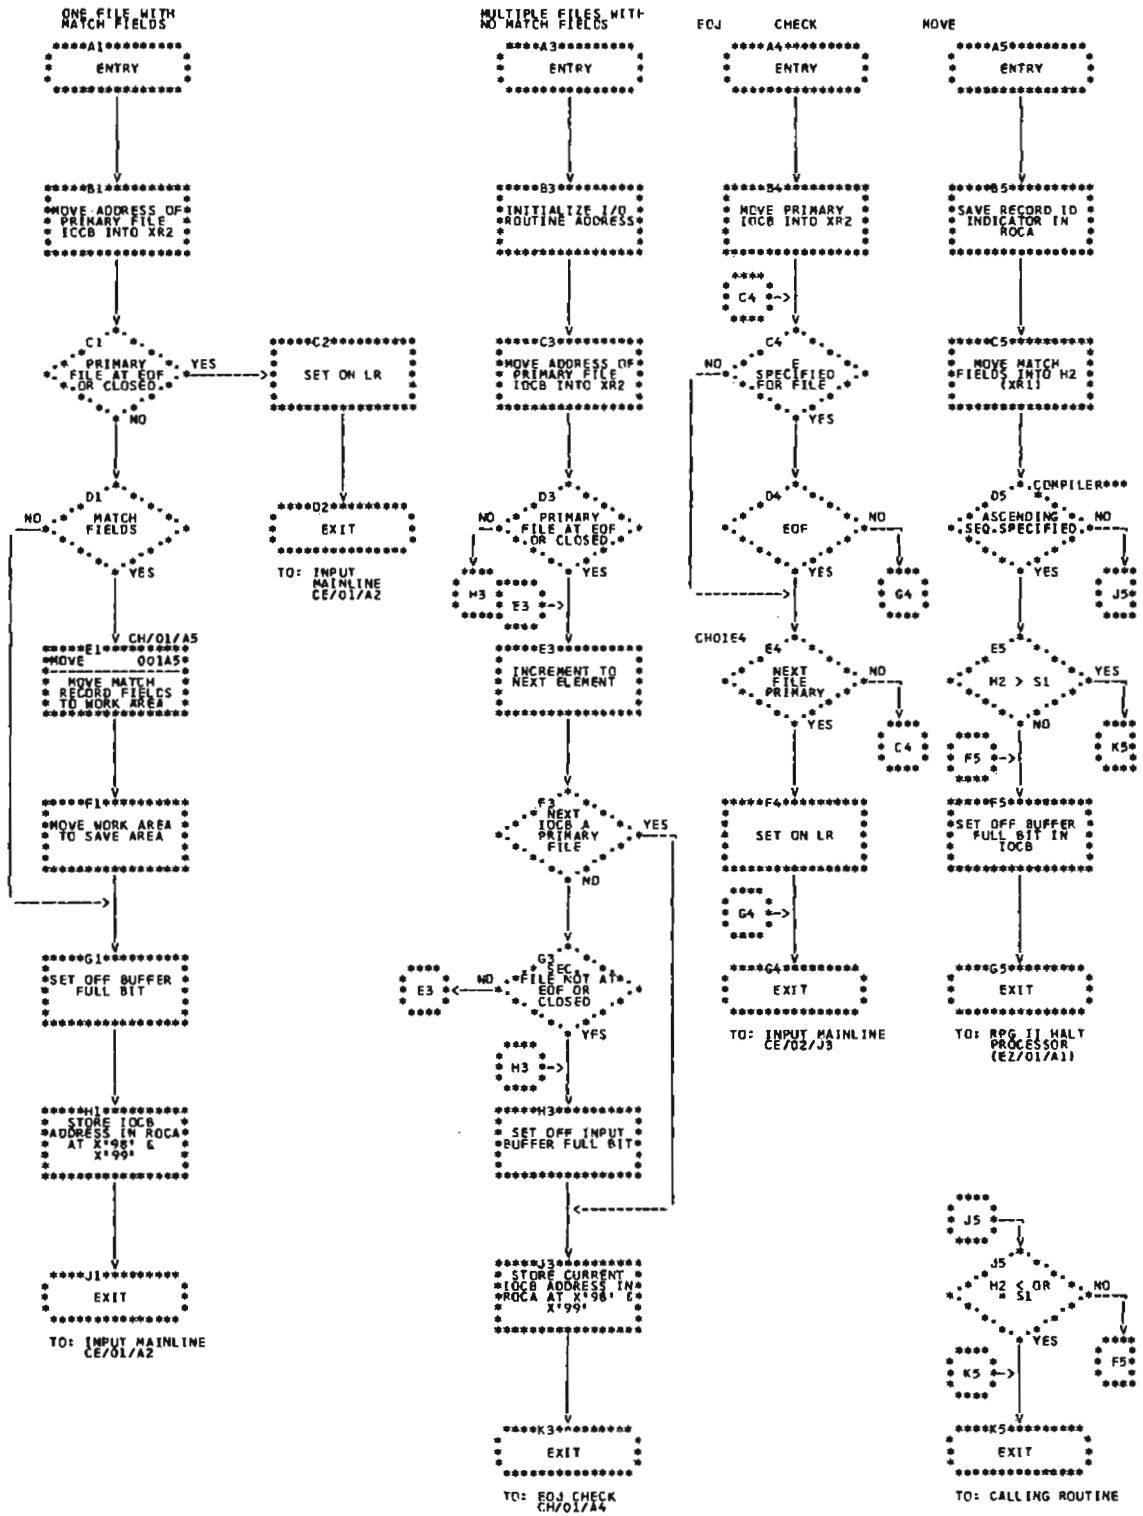 ONE FILE WITH
MATCH FIELDS
A1
ENTRY
B1
MOVE ADDRESS OF
PRIMARY FILE
IOCB INTO XR2
C1
PRIMARY
FILE AT EOF
OR CLOSED
YES
NO
C2
SET ON LR
D2
EXIT
TO: INPUT
MAINLINE
CE/01/A2
D1
MATCH
FIELDS
NO
YES
CH/01/A5
E1
MOVE 001A5
MOVE MATCH
RECORD FIELDS
TO WORK AREA
F1
MOVE WORK AREA
TO SAVE AREA
G1
SET OFF BUFFER
FULL BIT
H1
STORE IOCB
ADDRESS IN ROCA
AT X'98' &
X'99'
J1
EXIT
TO: INPUT MAINLINE
CE/01/A2
MULTIPLE FILES WITH
NO MATCH FIELDS
A3
ENTRY
B3
INITIALIZE I/O
ROUTINE ADDRESS
C3
MOVE ADDRESS OF
PRIMARY FILE
IOCB INTO XR2
D3
PRIMARY
FILE AT EOF
OR CLOSED
NO
YES
H3
E3
E3
INCREMENT TO
NEXT ELEMENT
F3
NEXT
IOCB A
PRIMARY
FILE
YES
NO
G3
SEC.
FILE NOT AT
EOF OR
CLOSED
NO
E3
YES
H3
H3
SET OFF INPUT
BUFFER FULL BIT
J3
STORE CURRENT
IOCB ADDRESS IN
ROCA AT X'98' &
X'99'
K3
EXIT
TO: EOJ CHECK
CH/01/A4
EOJ CHECK
A4
ENTRY
B4
MOVE PRIMARY
IOCB INTO XR2
C4
C4
E
SPECIFIED
FOR FILE
NO
YES
D4
EOF
NO
YES
G4
CH01E4
E4
NEXT
FILE
PRIMARY
NO
YES
C4
F4
SET ON LR
G4
G4
EXIT
TO: INPUT MAINLINE
CE/02/J3
MOVE
A5
ENTRY
B5
SAVE RECORD ID
INDICATOR IN
ROCA
C5
MOVE MATCH
FIELDS INTO H2
(XR1)
COMPILER***
D5
ASCENDING
SEQ SPECIFIED
NO
YES
J5
E5
H2 > S1
YES
NO
K5
F5
F5
SET OFF BUFFER
FULL BIT IN
IOCB
G5
EXIT
TO: RPG II HALT
PROCESSOR
(EZ/01/A1)
J5
J5
H2 < OR
= S1
NO
YES
K5
F5
K5
EXIT
TO: CALLING ROUTINE